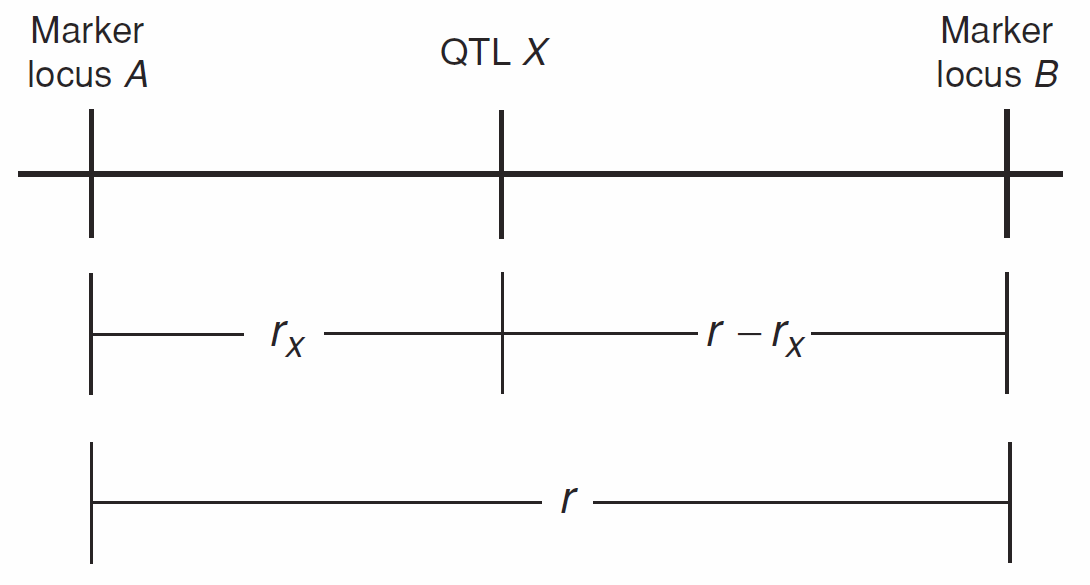 Marker
locus A
QTL X
Marker
locus B
r_x
r – r_x
r